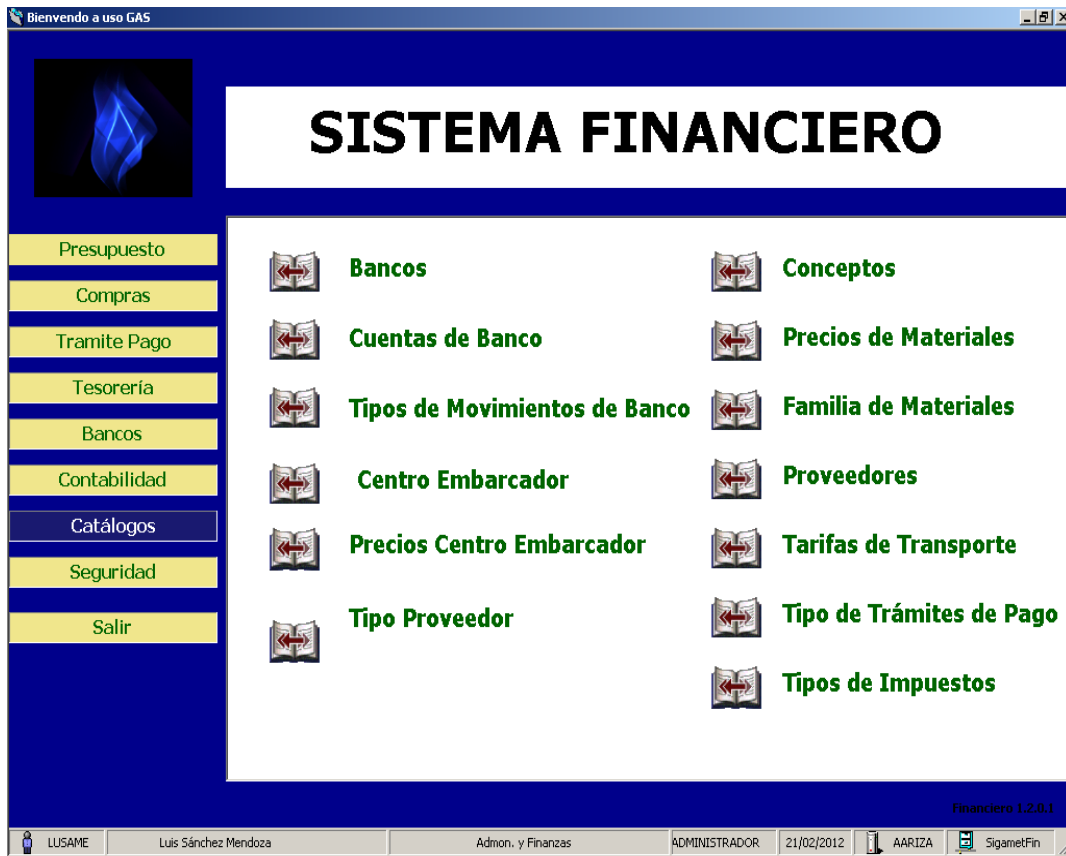 Bienvendo a uso GAS
SISTEMA FINANCIERO
Presupuesto
Compras
Tramite Pago
Tesorería
Bancos
Contabilidad
Catálogos
Seguridad
Salir
Bancos
Cuentas de Banco
Tipos de Movimientos de Banco
Centro Embarcador
Precios Centro Embarcador
Tipo Proveedor
Conceptos
Precios de Materiales
Familia de Materiales
Proveedores
Tarifas de Transporte
Tipo de Trámites de Pago
Tipos de Impuestos
Financiero 1.2.0.1
LUSAME Luis Sánchez Mendoza Admon. y Finanzas ADMINISTRADOR 21/02/2012 AARIZA SigametFin